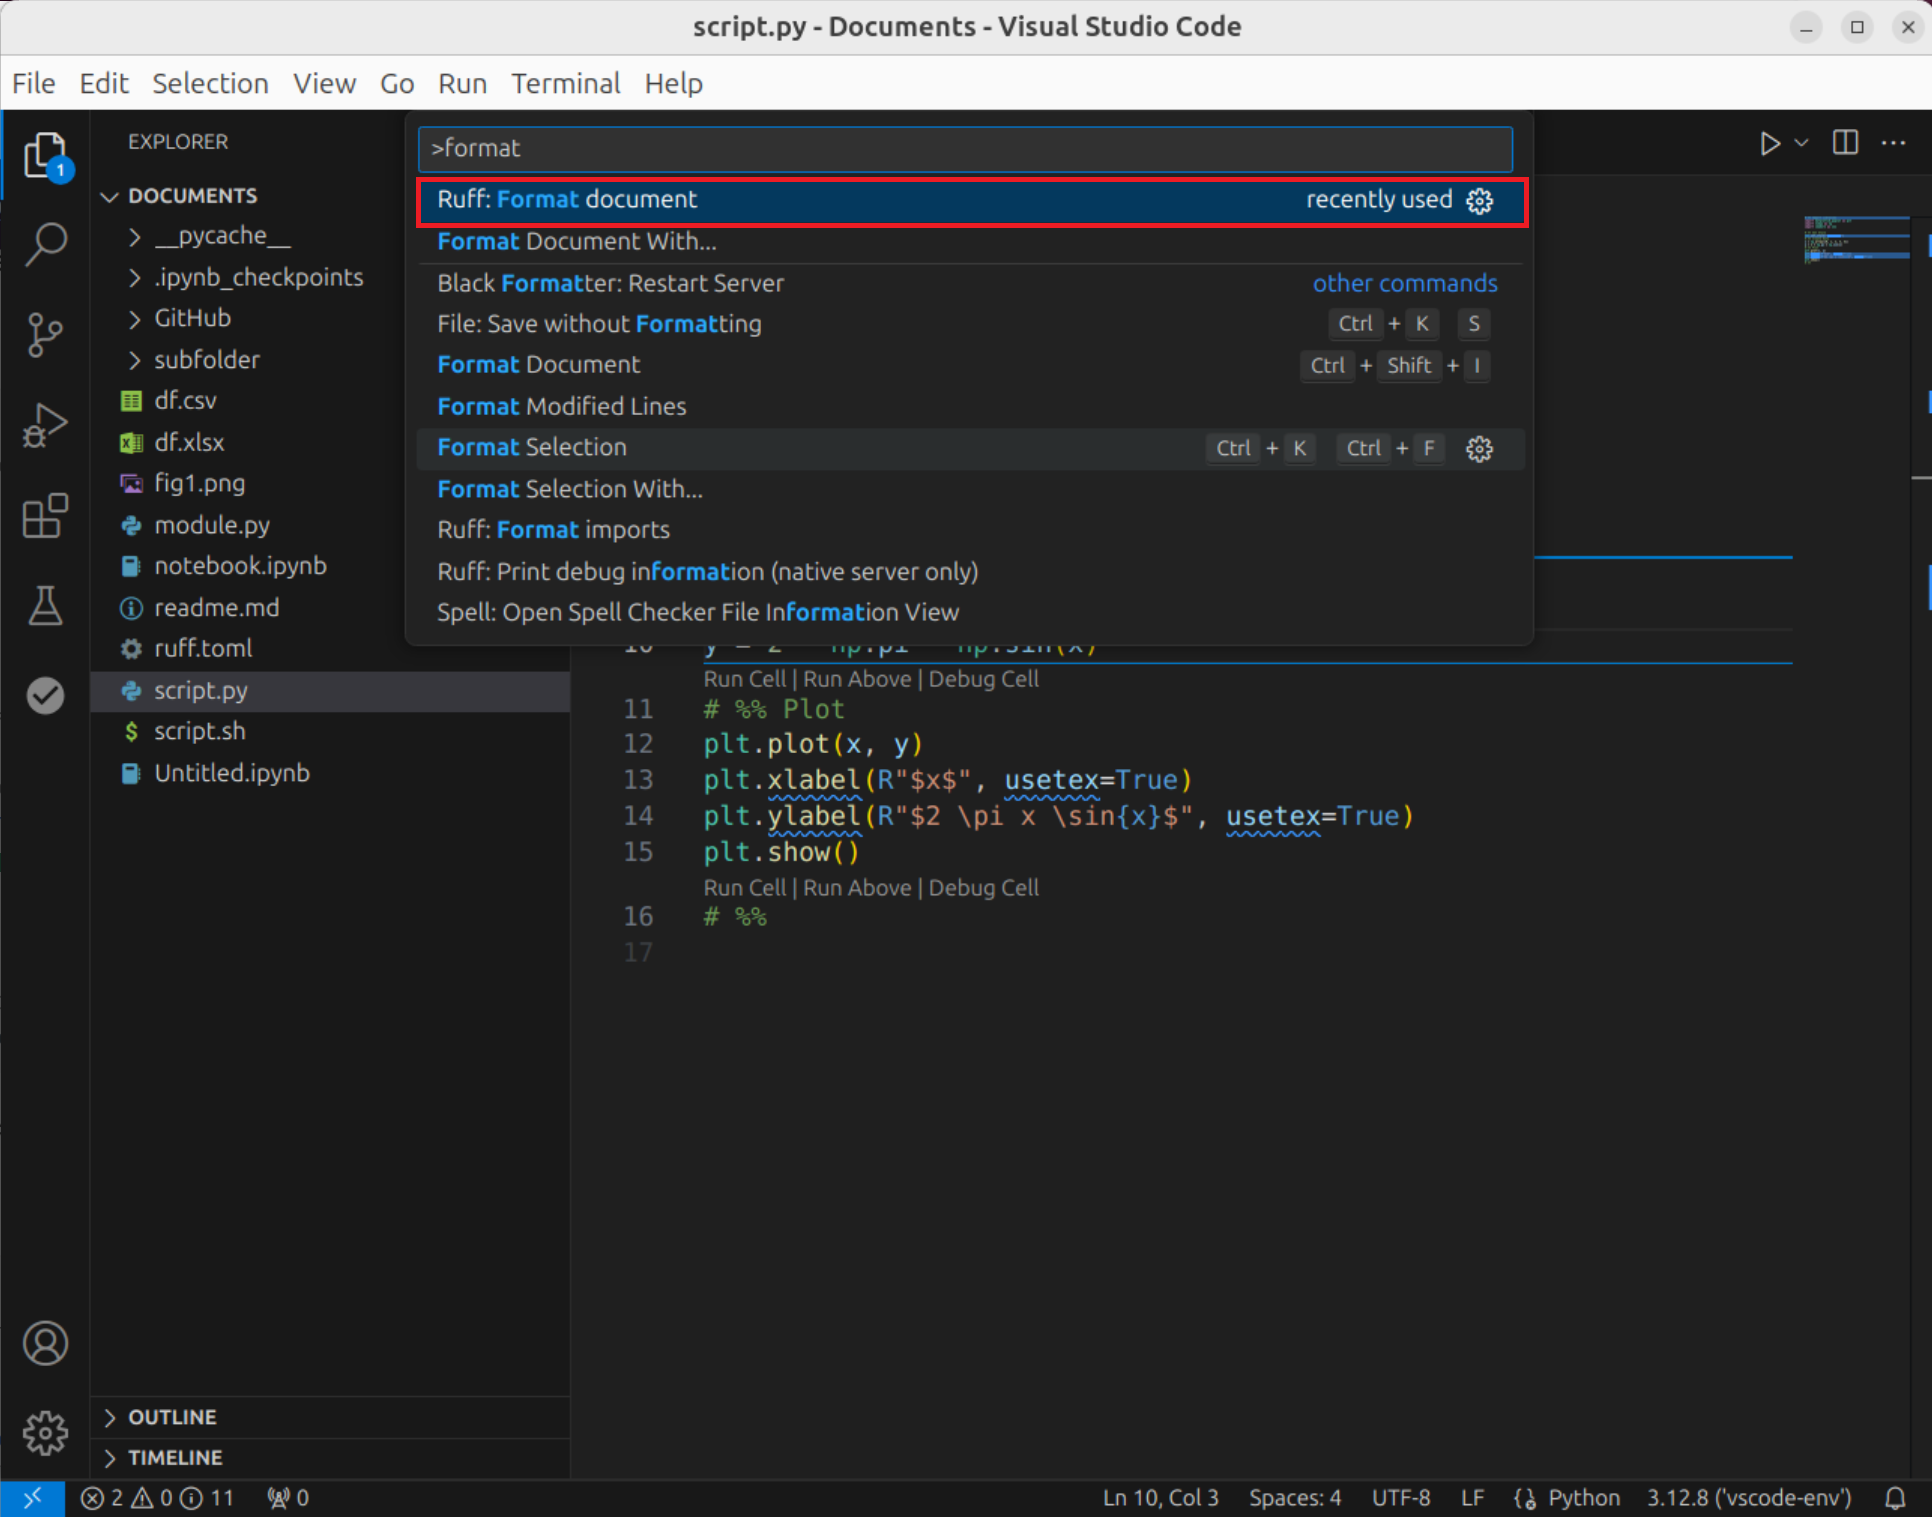 script.py - Documents - Visual Studio Code
File Edit Selection View Go Run Terminal Help
EXPLORER
1
DOCUMENTS
__pycache__
.ipynb_checkpoints
GitHub
subfolder
df.csv
df.xlsx
fig1.png
module.py
notebook.ipynb
readme.md
ruff.toml
script.py
script.sh
Untitled.ipynb
OUTLINE
TIMELINE
>format
Ruff: Format document recently used
Format Document With...
Black Formatter: Restart Server other commands
File: Save without Formatting Ctrl + K S
Format Document Ctrl + Shift + I
Format Modified Lines
Format Selection Ctrl + K Ctrl + F
Format Selection With...
Ruff: Format imports
Ruff: Print debug information (native server only)
Spell: Open Spell Checker File Information View
10 y = 2 np.pi np.sin(x)
Run Cell | Run Above | Debug Cell
11 # %% Plot
12 plt.plot(x, y)
13 plt.xlabel(R"$x$", usetex=True)
14 plt.ylabel(R"$2 \pi x \sin{x}$", usetex=True)
15 plt.show()
Run Cell | Run Above | Debug Cell
16 # %%
17
2 0 11 0 Ln 10, Col 3 Spaces: 4 UTF-8 LF Python 3.12.8 ('vscode-env')